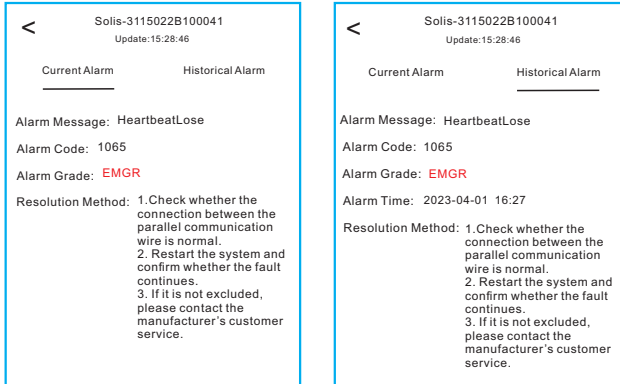 <
Solis-3115022B100041
Update:15:28:46
Current Alarm Historical Alarm
Alarm Message: HeartbeatLose
Alarm Code: 1065
Alarm Grade: EMGR
Resolution Method: 1.Check whether the
connection between the
parallel communication
wire is normal.
2. Restart the system and
confirm whether the fault
continues.
3. If it is not excluded,
please contact the
manufacturer's customer
service.
<
Solis-3115022B100041
Update:15:28:46
Current Alarm Historical Alarm
Alarm Message: HeartbeatLose
Alarm Code: 1065
Alarm Grade: EMGR
Alarm Time: 2023-04-01 16:27
Resolution Method: 1.Check whether the
connection between the
parallel communication
wire is normal.
2. Restart the system and
confirm whether the fault
continues.
3. If it is not excluded,
please contact the
manufacturer's customer
service.